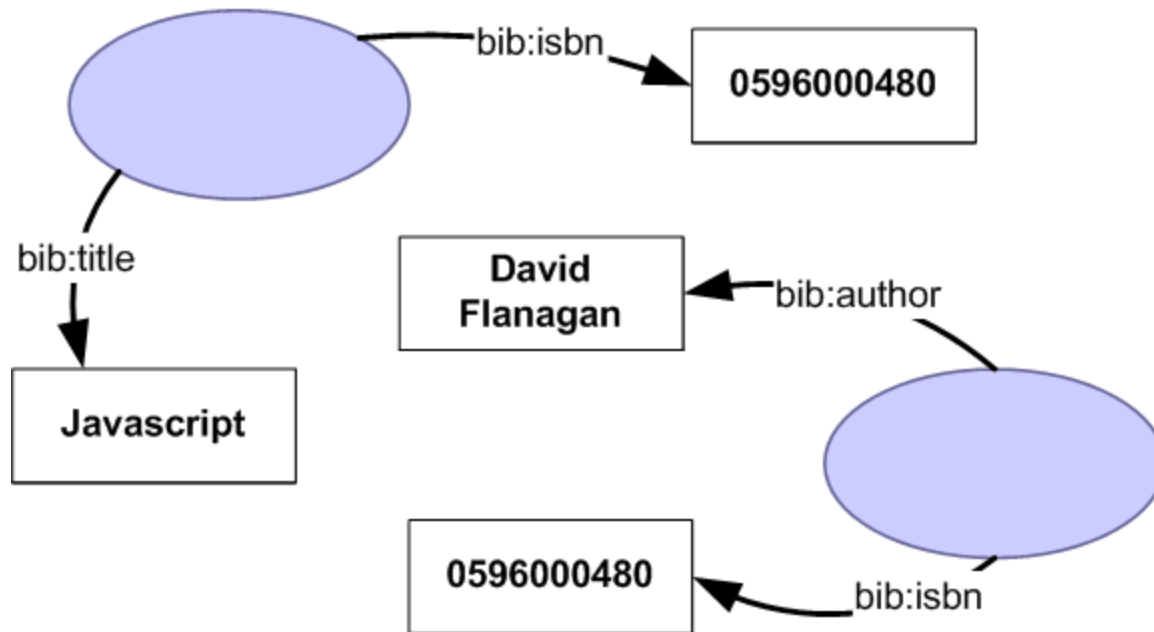 bib:isbn
0596000480
bib:title
David
Flanagan
bib:author
Javascript
0596000480
bib:isbn